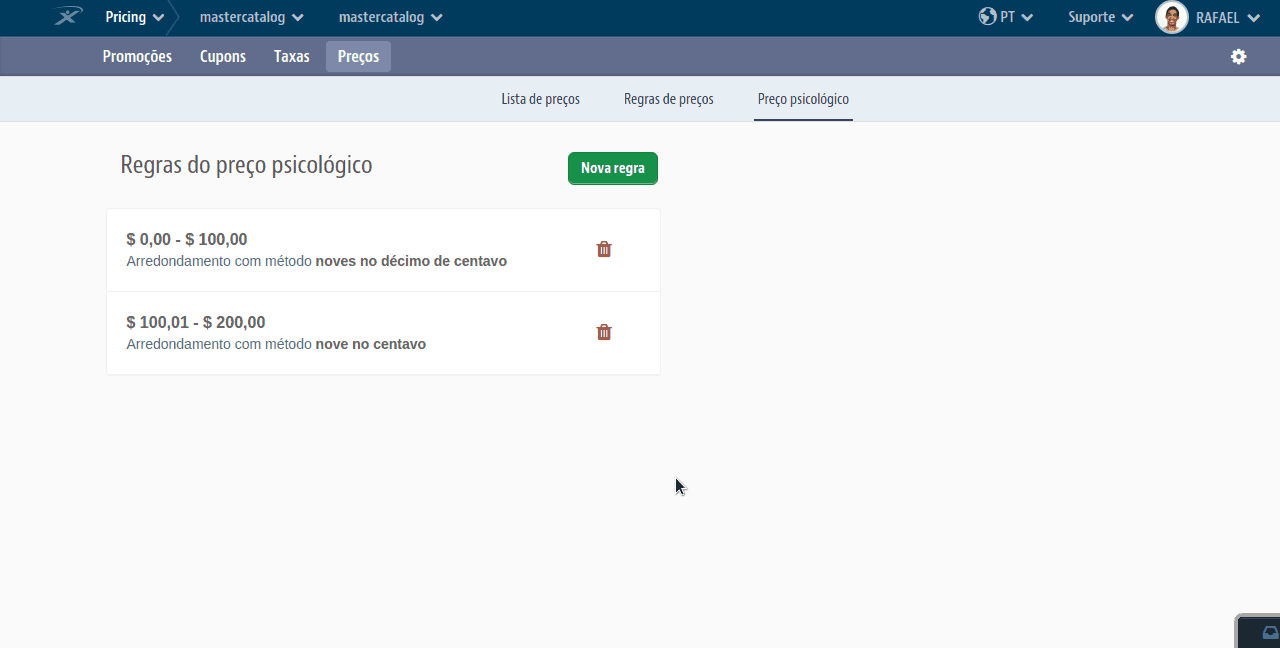 Pricing mastercatalog mastercatalog PT Suporte RAFAEL
Promoções Cupons Taxas Preços
Lista de preços Regras de preços Preço psicológico
Regras do preço psicológico Nova regra
$ 0,00 - $ 100,00
Arredondamento com método noves no décimo de centavo
$ 100,01 - $ 200,00
Arredondamento com método nove no centavo